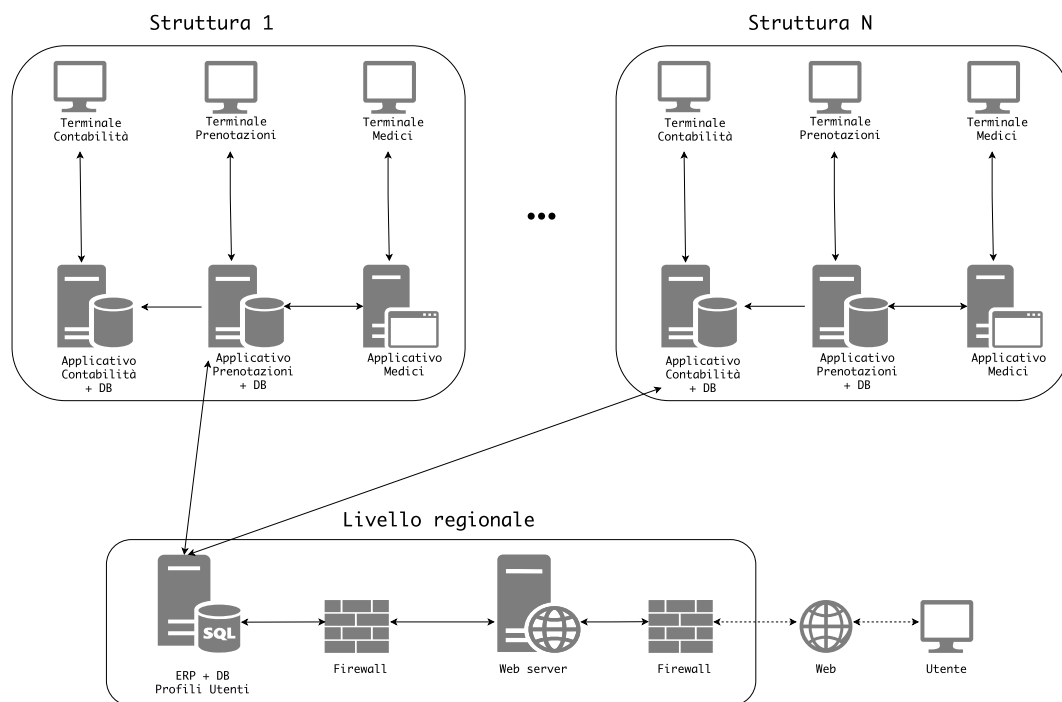 Struttura 1
Struttura N
Terminale
Contabilità
Terminale
Prenotazioni
Terminale
Medici
Terminale
Contabilità
Terminale
Prenotazioni
Terminale
Medici
•••
Applicativo
Contabilità
+ DB
Applicativo
Prenotazioni
+ DB
Applicativo
Medici
Applicativo
Contabilità
+ DB
Applicativo
Prenotazioni
+ DB
Applicativo
Medici
Livello regionale
SQL
ERP + DB
Profili Utenti
Firewall
Web server
Firewall
Web
Utente